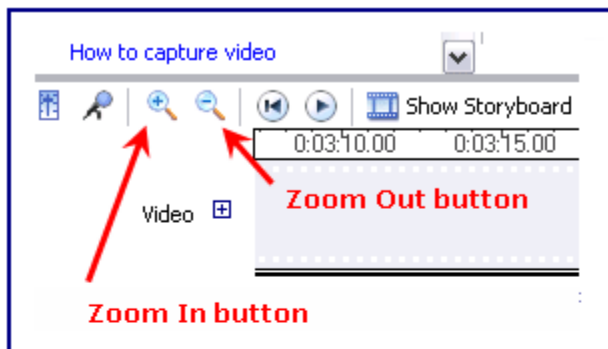 How to capture video
Show Storyboard
0:03:10.00 0:03:15.00
Zoom Out button
Video
Zoom In button